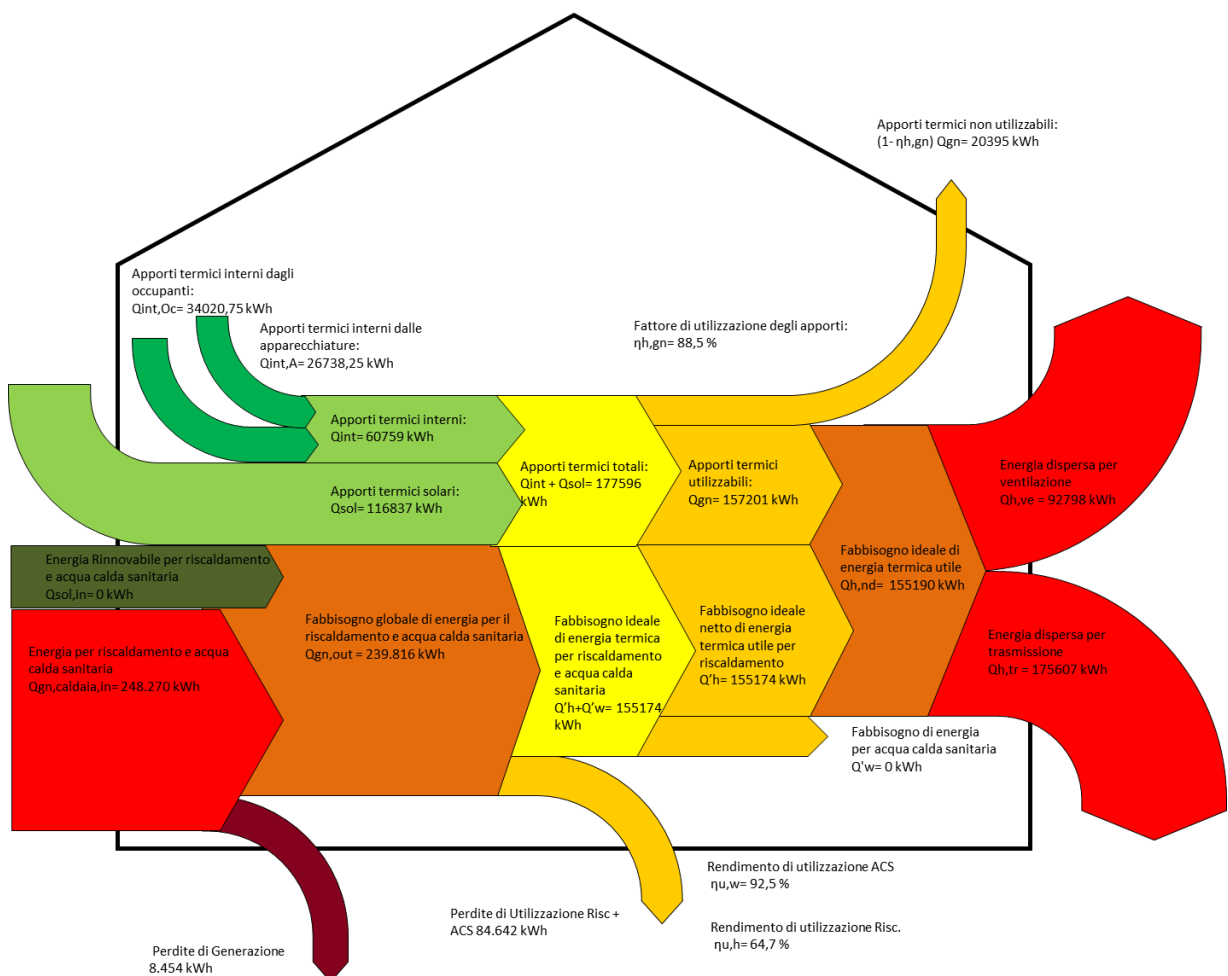 Apporti termici non utilizzabili:
(1- ηh,gn) Qgn= 20395 kWh
Apporti termici interni dagli
occupanti:
Qint,Oc= 34020,75 kWh
Apporti termici interni dalle
apparecchiature:
Qint,A= 26738,25 kWh
Fattore di utilizzazione degli apporti:
ηh,gn= 88,5 %
Apporti termici interni:
Qint= 60759 kWh
Apporti termici solari:
Qsol= 116837 kWh
Apporti termici totali:
Qint + Qsol= 177596
kWh
Apporti termici
utilizzabili:
Qgn= 157201 kWh
Energia dispersa per
ventilazione
Qh,ve = 92798 kWh
Energia Rinnovabile per riscaldamento
e acqua calda sanitaria
Qsol,in= 0 kWh
Fabbisogno ideale di
energia termica utile
Qh,nd= 155190 kWh
Energia per riscaldamento e acqua
calda sanitaria
Qgn,caldaia,in= 248.270 kWh
Fabbisogno globale di energia per il
riscaldamento e acqua calda sanitaria
Qgn,out = 239.816 kWh
Fabbisogno ideale
di energia termica
per riscaldamento
e acqua calda
sanitaria
Q'h+Q'w= 155174
kWh
Fabbisogno ideale
netto di energia
termica utile per
riscaldamento
Q'h= 155174 kWh
Energia dispersa per
trasmissione
Qh,tr = 175607 kWh
Fabbisogno di energia
per acqua calda sanitaria
Q'w= 0 kWh
Rendimento di utilizzazione ACS
ηu,w= 92,5 %
Perdite di Utilizzazione Risc +
ACS 84.642 kWh
Rendimento di utilizzazione Risc.
ηu,h= 64,7 %
Perdite di Generazione
8.454 kWh